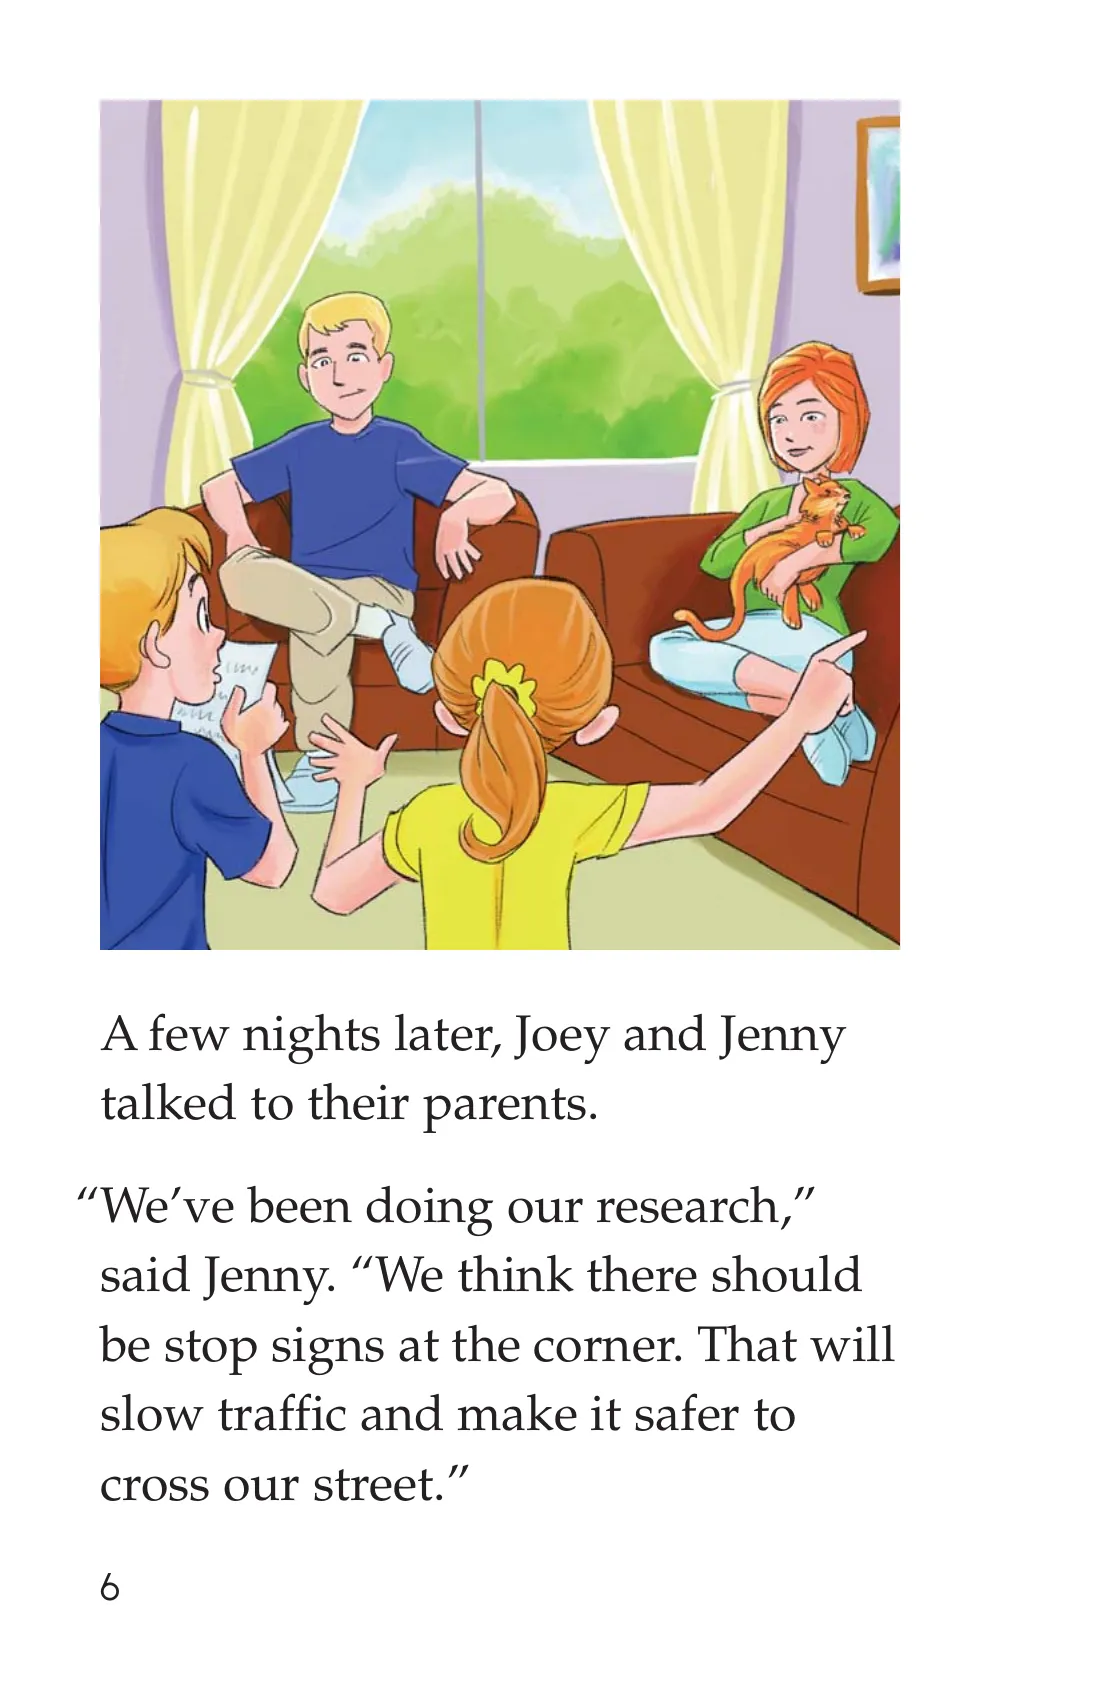 A few nights later, Joey and Jenny
talked to their parents.
“We’ve been doing our research,”
said Jenny. “We think there should
be stop signs at the corner. That will
slow traffic and make it safer to
cross our street.”
6